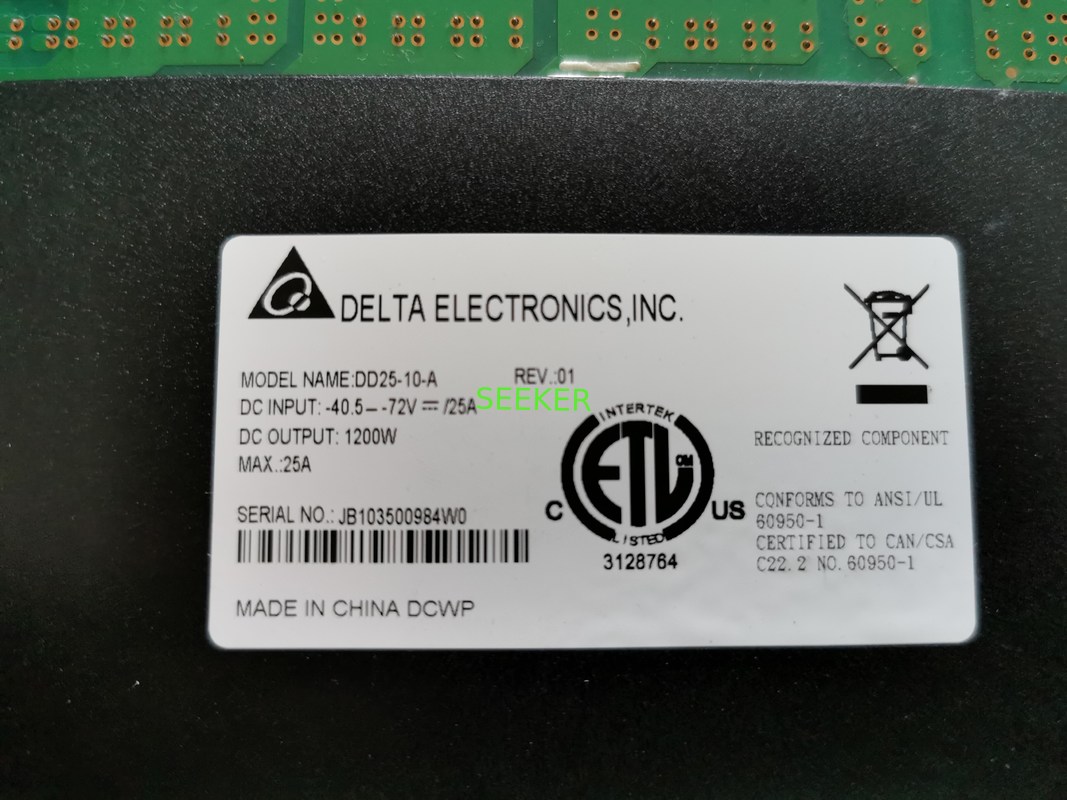 DELTA ELECTRONICS,INC.
MODEL NAME:DD25-10-A REV.:01
DC INPUT: -40.5– -72V ⎓ /25A
SEEKER
DC OUTPUT: 1200W
MAX.:25A
INTERTEK
ETL
CM
C US
LISTED
3128764
RECOGNIZED COMPONENT
CONFORMS TO ANSI/UL
60950-1
CERTIFIED TO CAN/CSA
C22.2 NO.60950-1
SERIAL NO.: JB103500984W0
MADE IN CHINA DCWP